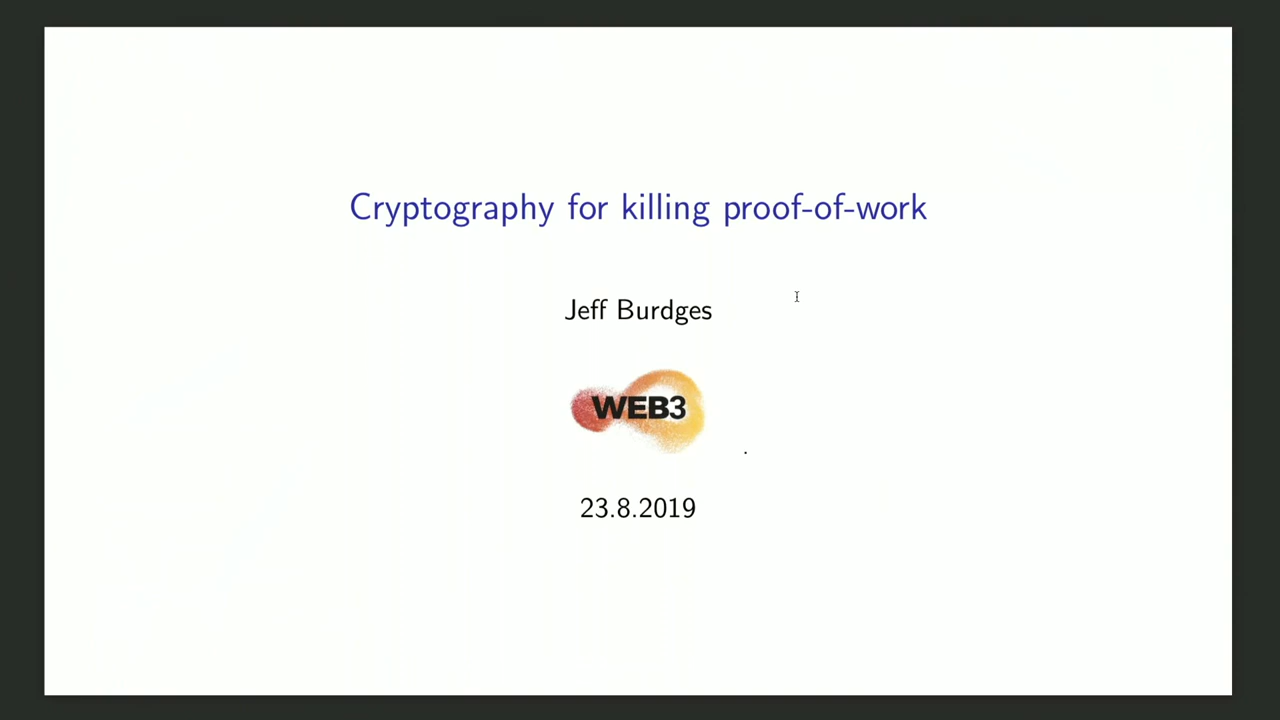 Cryptography for killing proof-of-work
Jeff Burdges
WEB3
.
23.8.2019